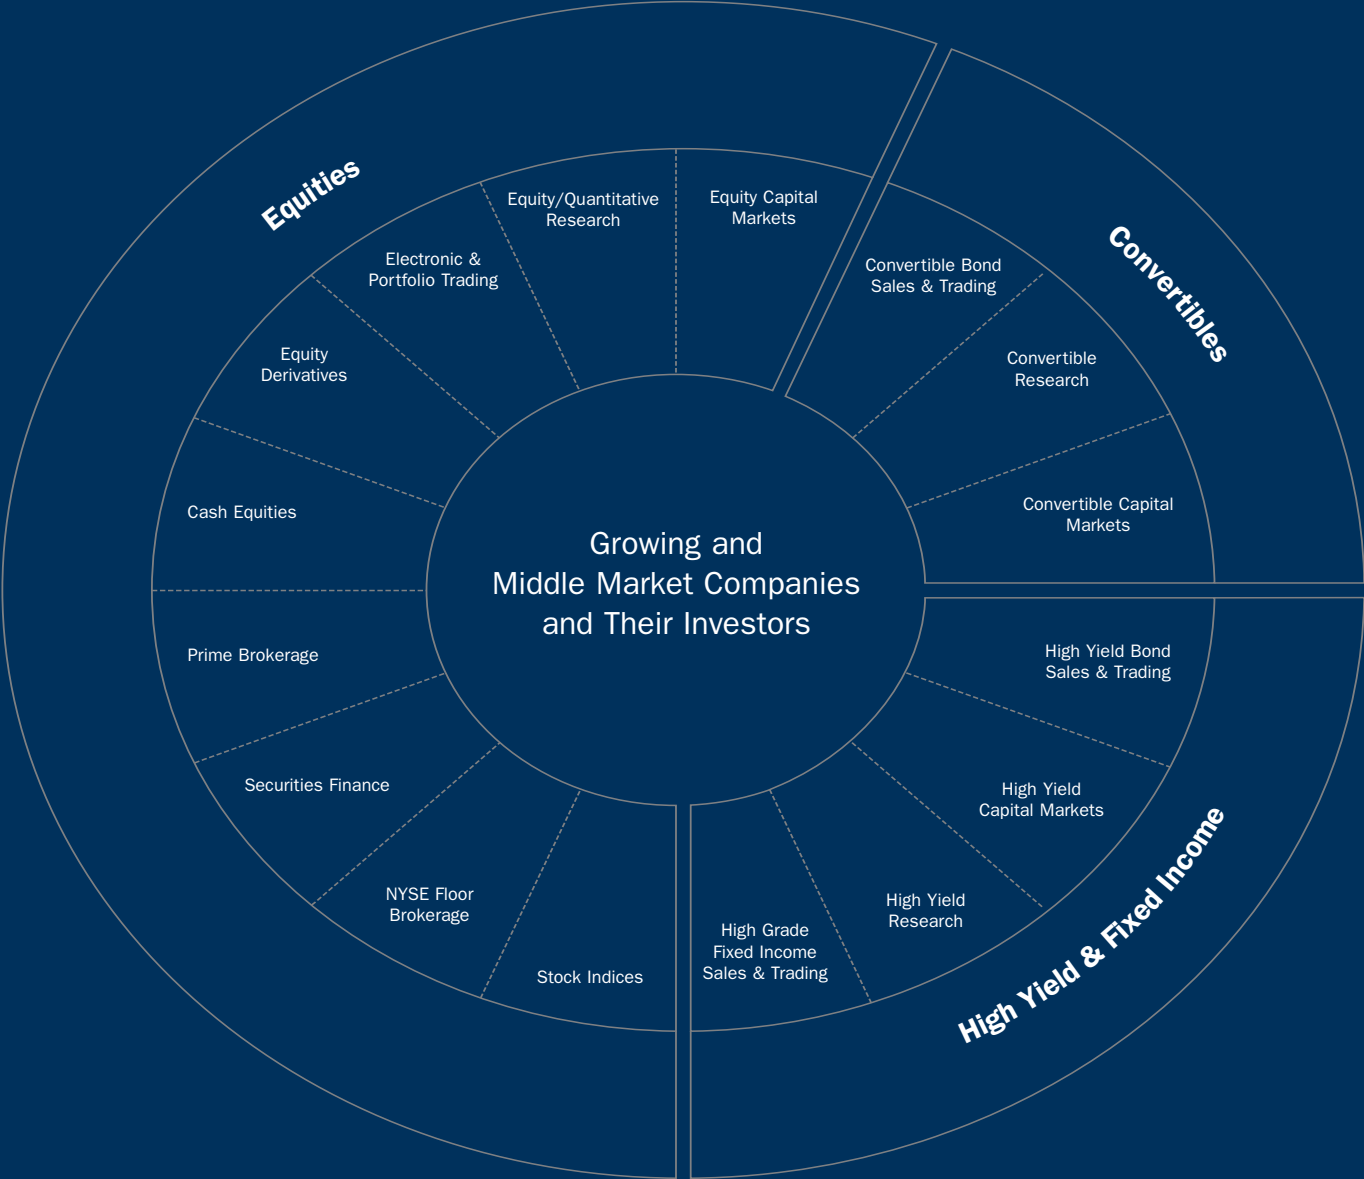 Equities
Equity/Quantitative
Research
Equity Capital
Markets
Electronic &
Portfolio Trading
Equity
Derivatives
Cash Equities
Prime Brokerage
Securities Finance
NYSE Floor
Brokerage
Stock Indices
Convertibles
Convertible Bond
Sales & Trading
Convertible
Research
Convertible Capital
Markets
Growing and
Middle Market Companies
and Their Investors
High Yield Bond
Sales & Trading
High Yield
Capital Markets
High Yield
Research
High Grade
Fixed Income
Sales & Trading
High Yield & Fixed Income